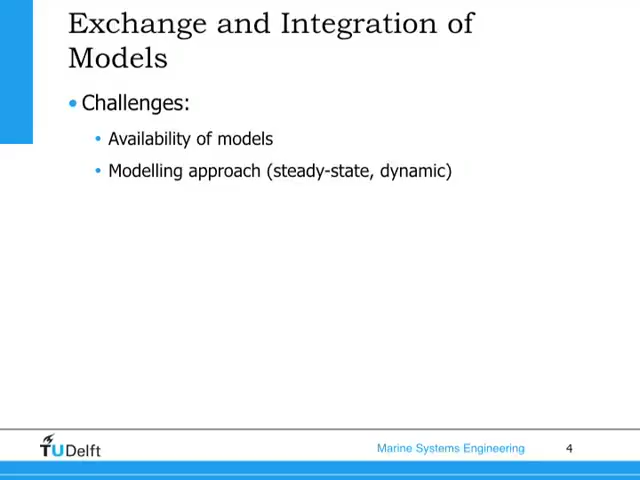 Exchange and Integration of
Models
• Challenges:
• Availability of models
• Modelling approach (steady-state, dynamic)
TUDelft
Marine Systems Engineering
4